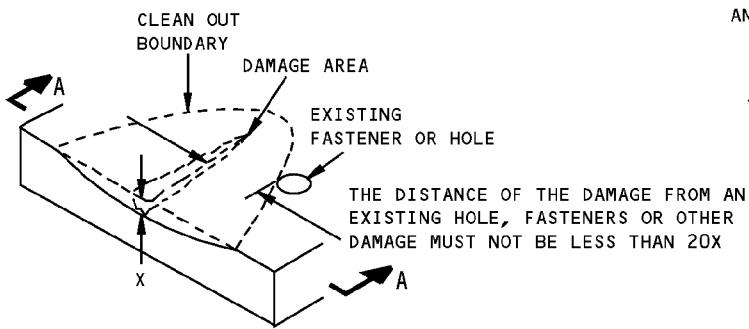 CLEAN OUT
BOUNDARY
AN
A
DAMAGE AREA
EXISTING
FASTENER OR HOLE
THE DISTANCE OF THE DAMAGE FROM AN
EXISTING HOLE, FASTENERS OR OTHER
DAMAGE MUST NOT BE LESS THAN 20X
X
A